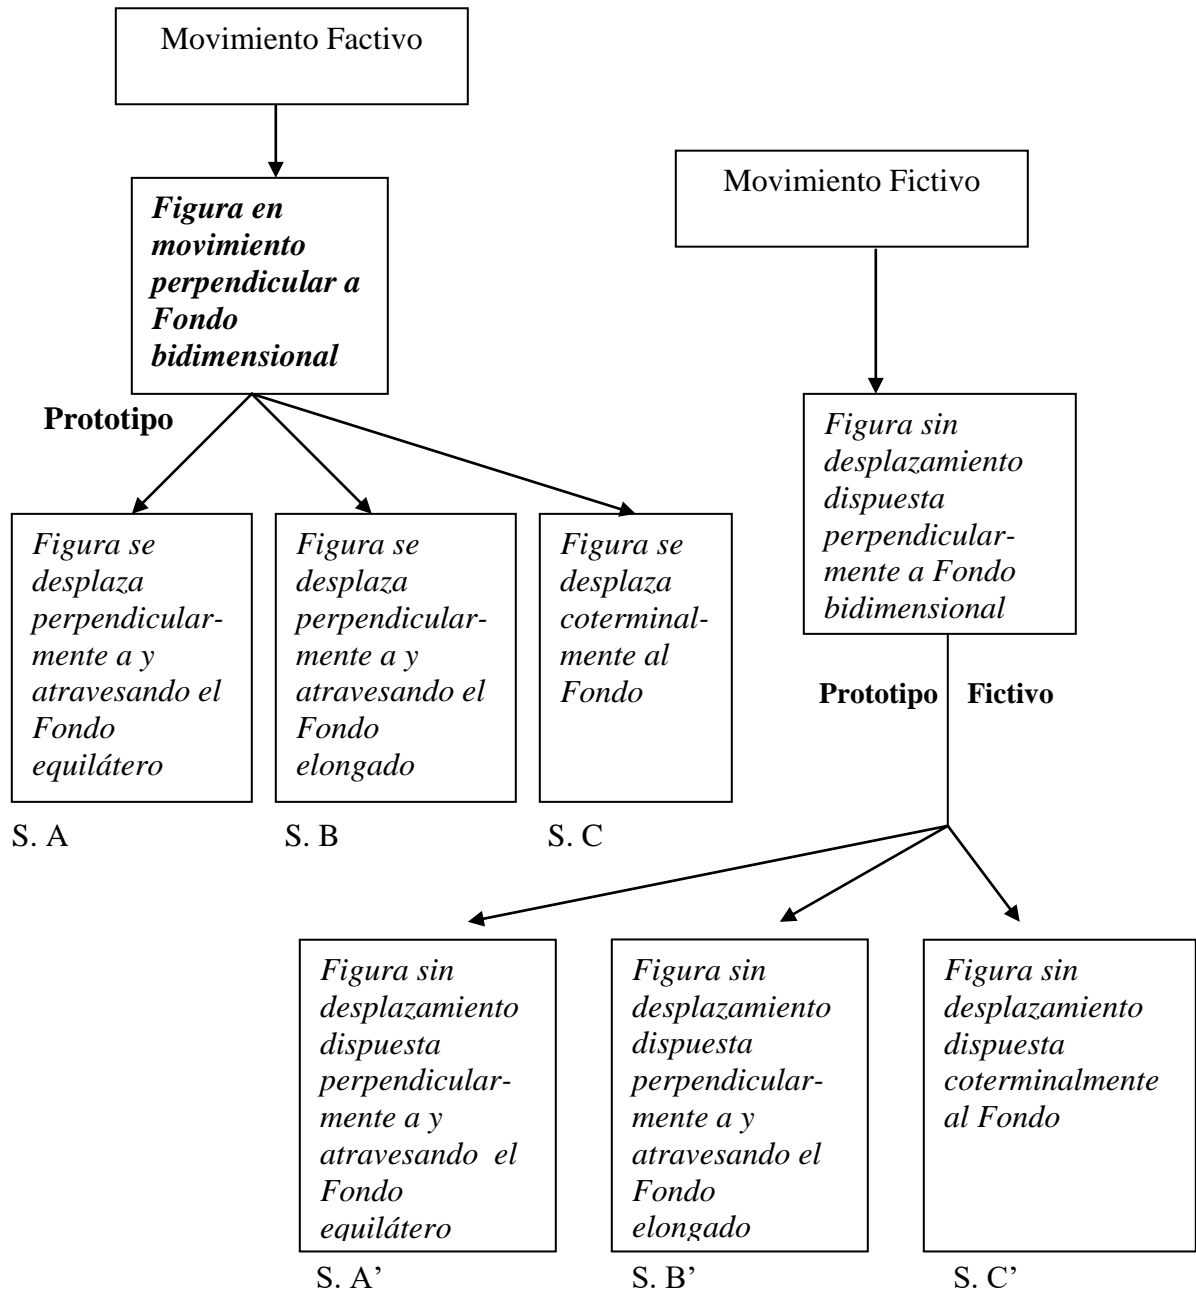 Movimiento Factivo
Figura en
movimiento
perpendicular a
Fondo
bidimensional
Prototipo
Figura se
desplaza
perpendicular-
mente a y
atravesando el
Fondo
equilátero
S. A
Figura se
desplaza
perpendicular-
mente a y
atravesando el
Fondo
elongado
S. B
Figura se
desplaza
coterminal-
mente al
Fondo
S. C
Movimiento Fictivo
Figura sin
desplazamiento
dispuesta
perpendicular-
mente a Fondo
bidimensional
Prototipo Fictivo
Figura sin
desplazamiento
dispuesta
perpendicular-
mente a y
atravesando el
Fondo
equilátero
S. A’
Figura sin
desplazamiento
dispuesta
perpendicular-
mente a y
atravesando el
Fondo
elongado
S. B’
Figura sin
desplazamiento
dispuesta
coterminalmente
al Fondo
S. C’